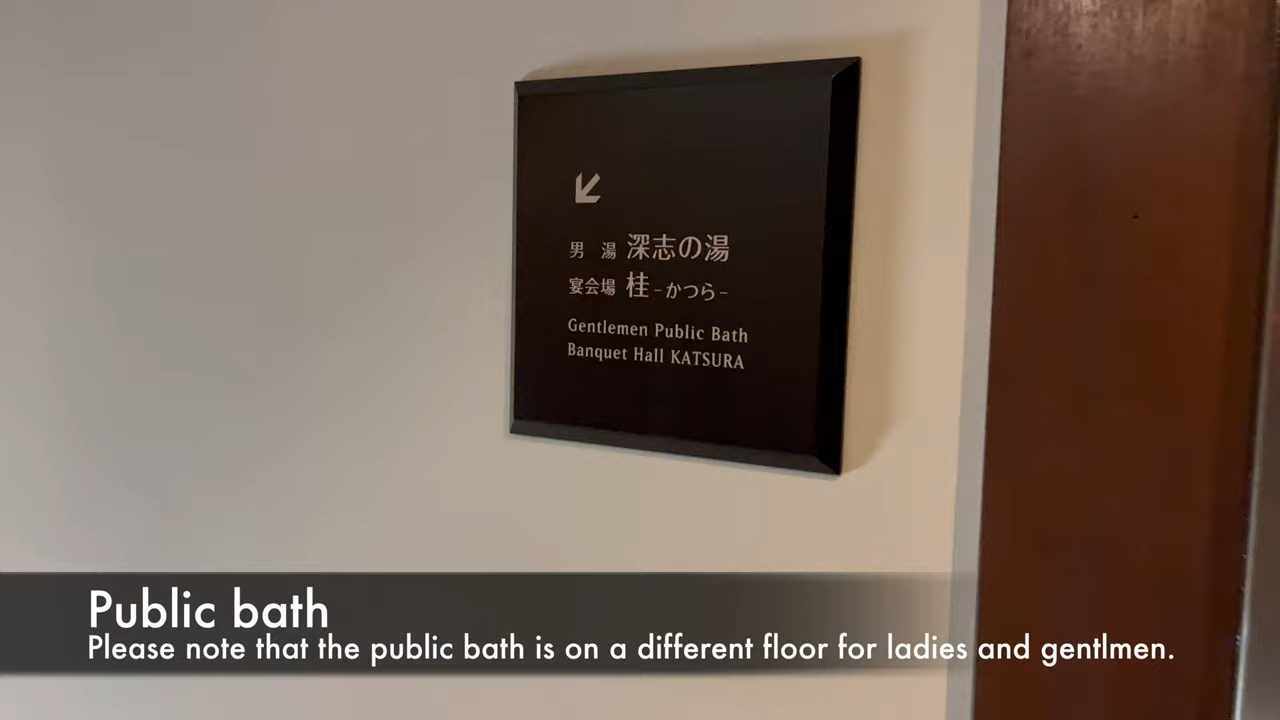 男 湯 深志の湯
宴会場 桂 -かつら-
Gentlemen Public Bath
Banquet Hall KATSURA
Public bath
Please note that the public bath is on a different floor for ladies and gentlmen.